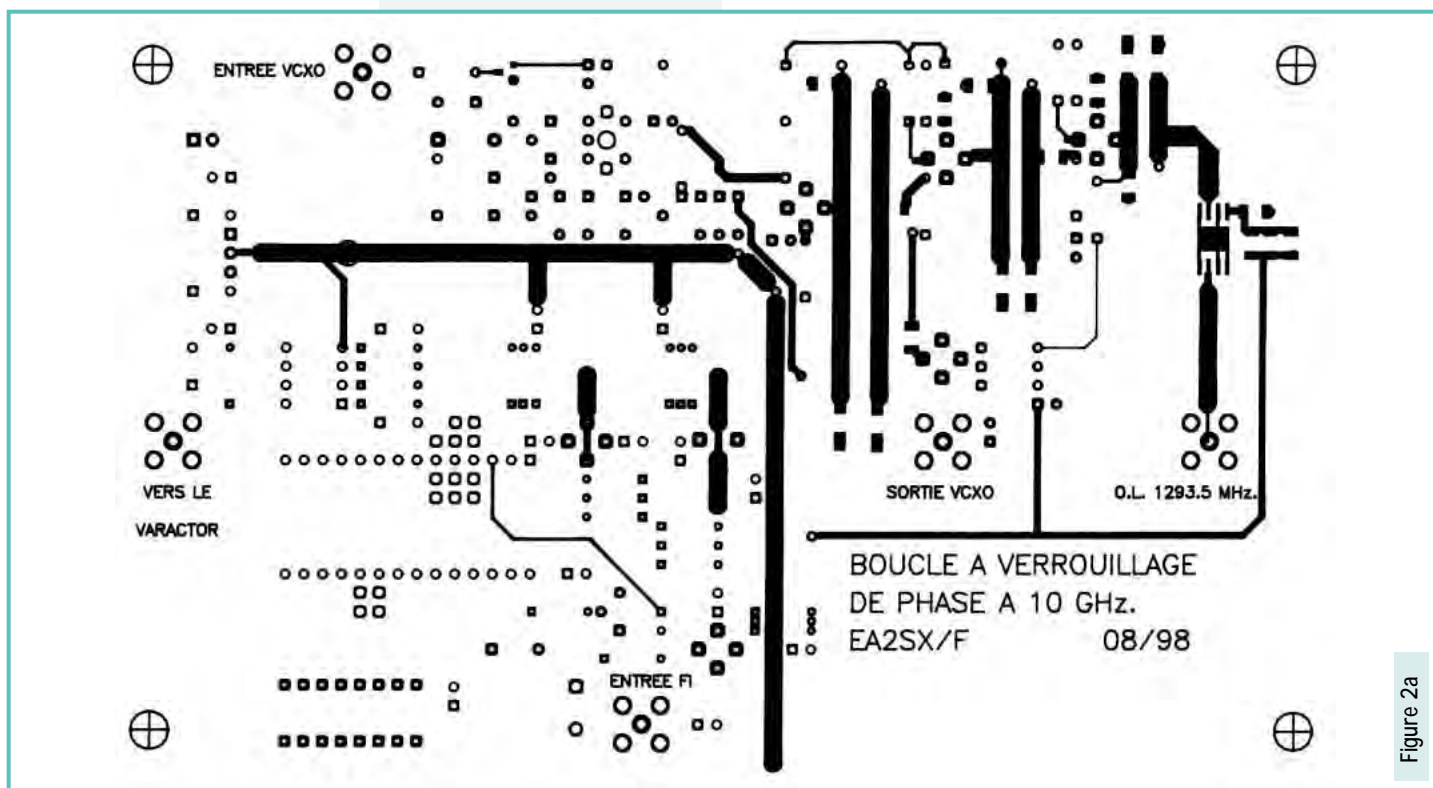 ENTREE VCXO
VERS LE
VARACTOR
SORTIE VCXO
O.L. 1293.5 MHz.
BOUCLE A VERROUILLAGE
DE PHASE A 10 GHz.
EA2SX/F 08/98
ENTREE FI
Figure 2a